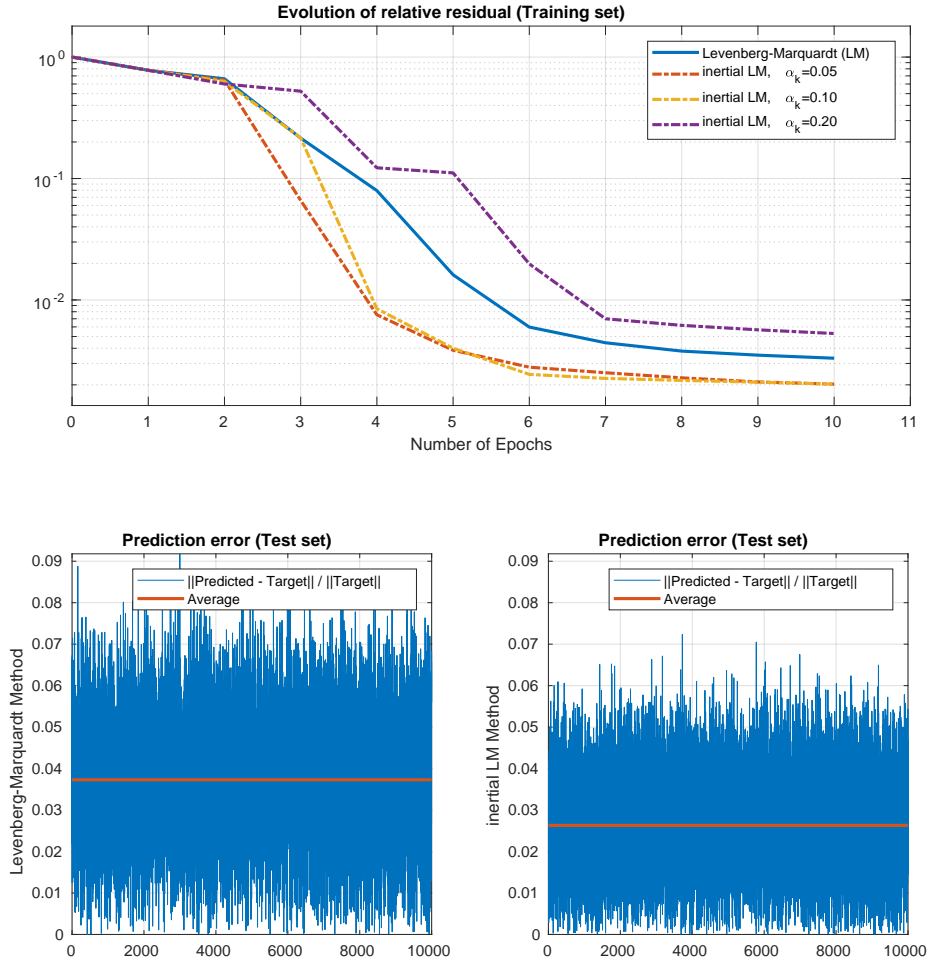 Evolution of relative residual (Training set)
10^0
10^-1
10^-2
Levenberg-Marquardt (LM)
inertial LM, α_k=0.05
inertial LM, α_k=0.10
inertial LM, α_k=0.20
0 1 2 3 4 5 6 7 8 9 10 11
Number of Epochs
Prediction error (Test set)
Levenberg-Marquardt Method
0.09
0.08
0.07
0.06
0.05
0.04
0.03
0.02
0.01
0
||Predicted - Target|| / ||Target||
Average
0 2000 4000 6000 8000 10000
Prediction error (Test set)
inertial LM Method
0.09
0.08
0.07
0.06
0.05
0.04
0.03
0.02
0.01
0
||Predicted - Target|| / ||Target||
Average
0 2000 4000 6000 8000 10000